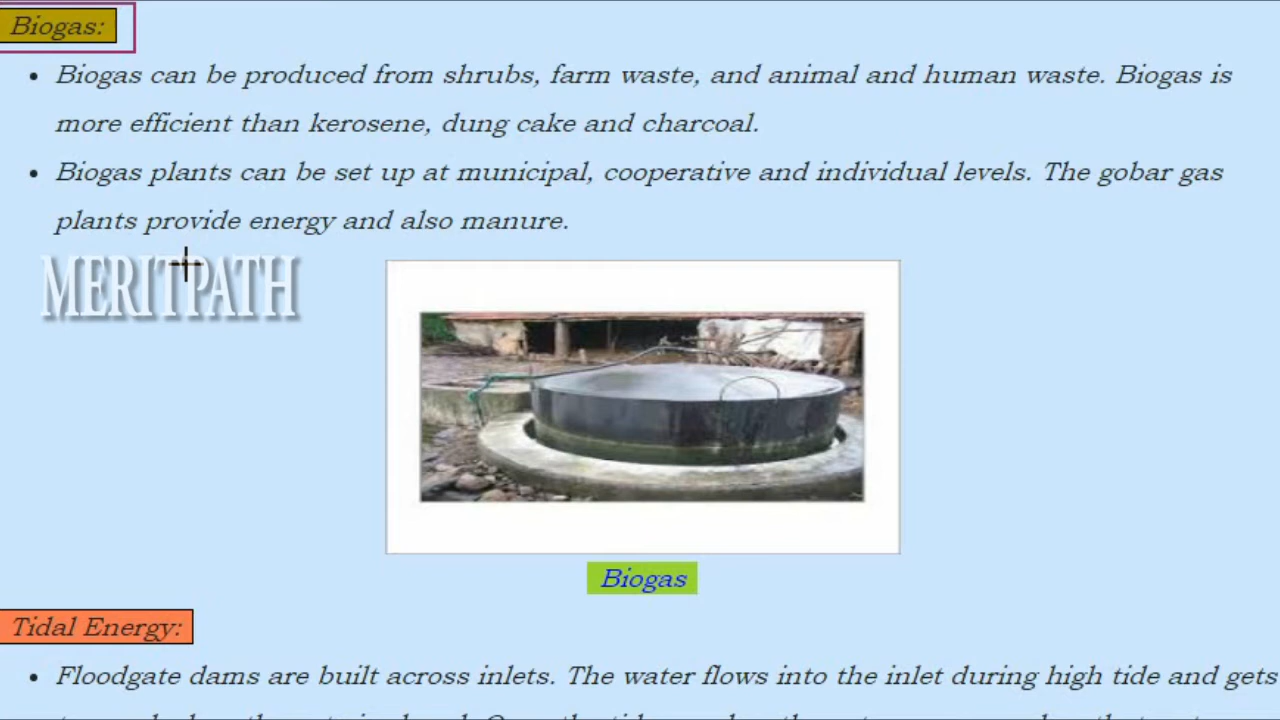 Biogas:
• Biogas can be produced from shrubs, farm waste, and animal and human waste. Biogas is
more efficient than kerosene, dung cake and charcoal.
• Biogas plants can be set up at municipal, cooperative and individual levels. The gobar gas
plants provide energy and also manure.
MERITPATH
Biogas
Tidal Energy:
• Floodgate dams are built across inlets. The water flows into the inlet during high tide and gets